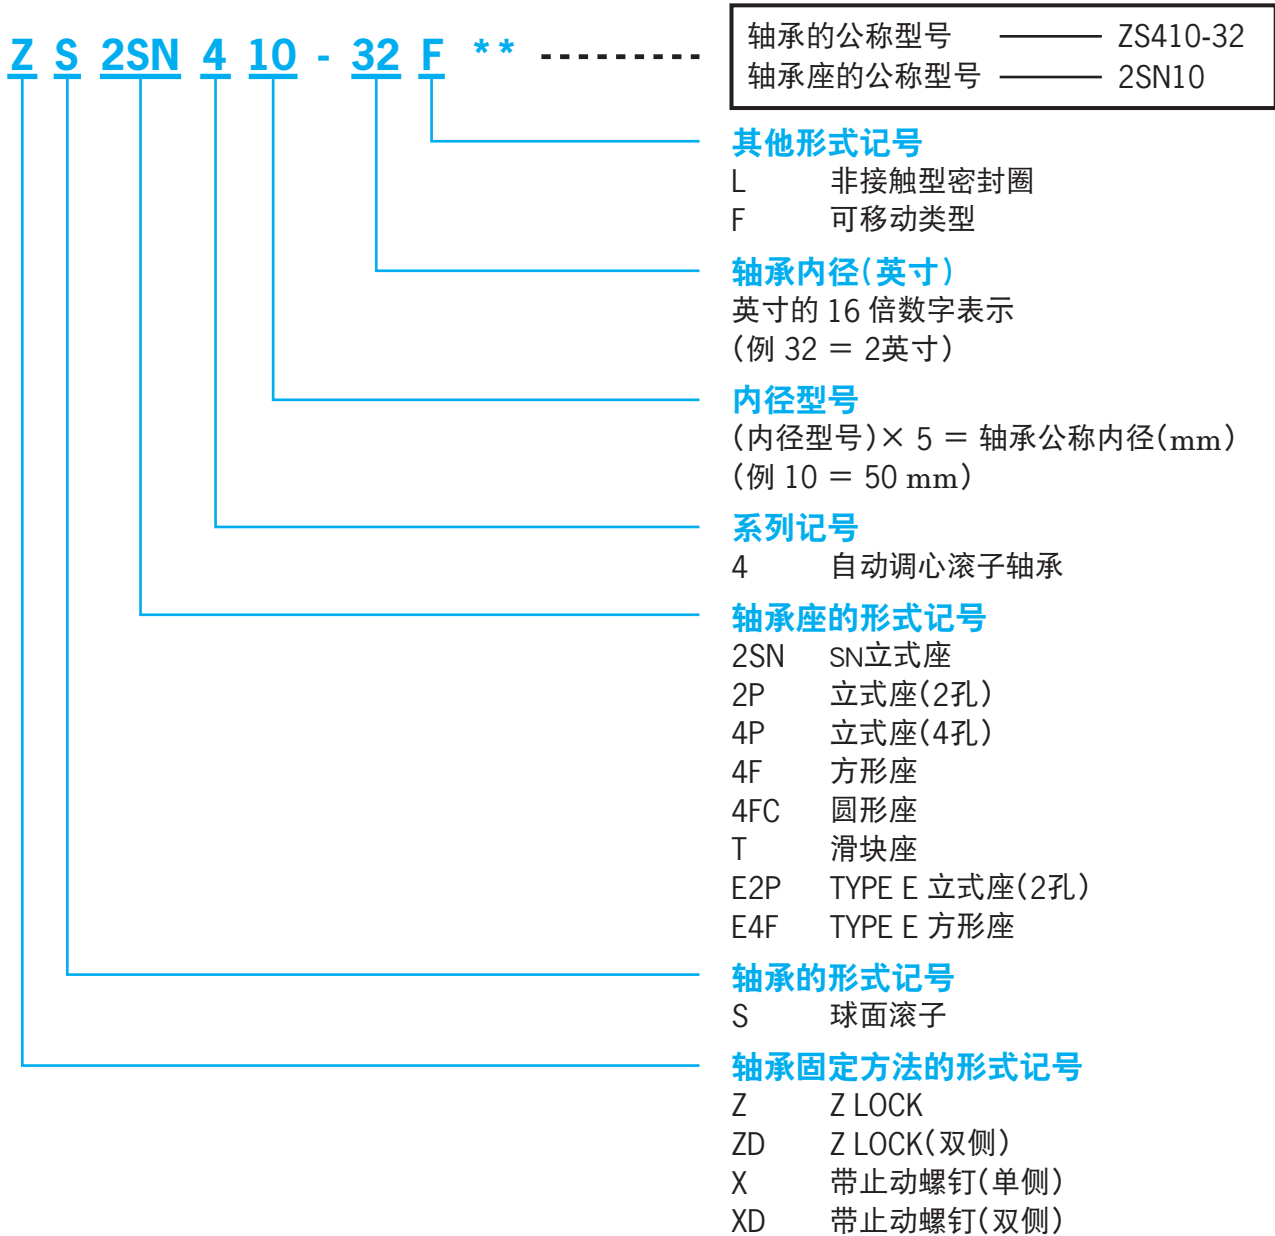 Z S 2SN 4 10 - 32 F **
轴承的公称型号 ZS410-32
轴承座的公称型号 2SN10
其他形式记号
L 非接触型密封圈
F 可移动类型
轴承内径(英寸)
英寸的 16 倍数字表示
(例 32 = 2英寸)
内径型号
(内径型号)× 5 = 轴承公称内径(mm)
(例 10 = 50 mm)
系列记号
4 自动调心滚子轴承
轴承座的形式记号
2SN SN立式座
2P 立式座(2孔)
4P 立式座(4孔)
4F 方形座
4FC 圆形座
T 滑块座
E2P TYPE E 立式座(2孔)
E4F TYPE E 方形座
轴承的形式记号
S 球面滚子
轴承固定方法的形式记号
Z Z LOCK
ZD Z LOCK(双侧)
X 带止动螺钉(单侧)
XD 带止动螺钉(双侧)